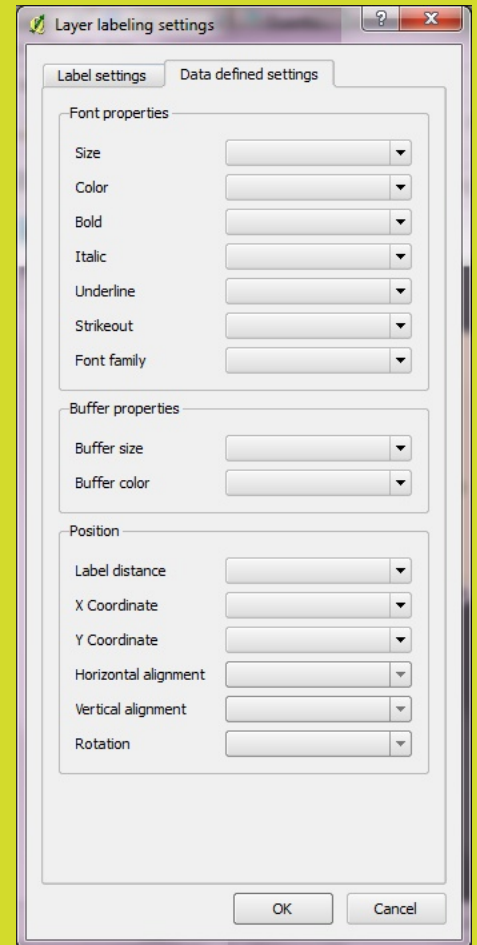 Layer labeling settings
?
Label settings Data defined settings
Font properties
Size
Color
Bold
Italic
Underline
Strikeout
Font family
Buffer properties
Buffer size
Buffer color
Position
Label distance
X Coordinate
Y Coordinate
Horizontal alignment
Vertical alignment
Rotation
OK Cancel